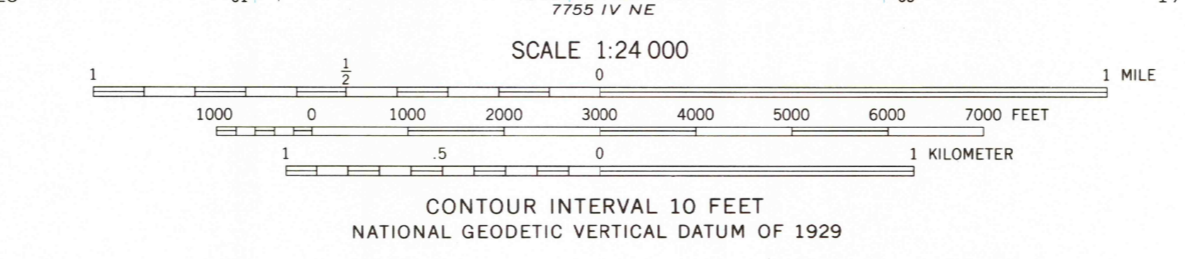 7755 IV NE
SCALE 1:24 000
1 1/2 0 1 MILE
1000 0 1000 2000 3000 4000 5000 6000 7000 FEET
1 .5 0 1 KILOMETER
CONTOUR INTERVAL 10 FEET
NATIONAL GEODETIC VERTICAL DATUM OF 1929